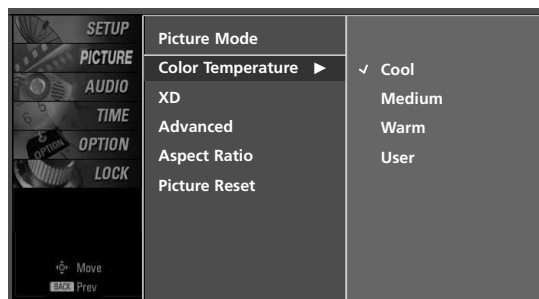 SETUP
PICTURE
AUDIO
TIME
OPTION
LOCK
Move
BACK Prev
Picture Mode
Color Temperature ▶
XD
Advanced
Aspect Ratio
Picture Reset
✓ Cool
Medium
Warm
User